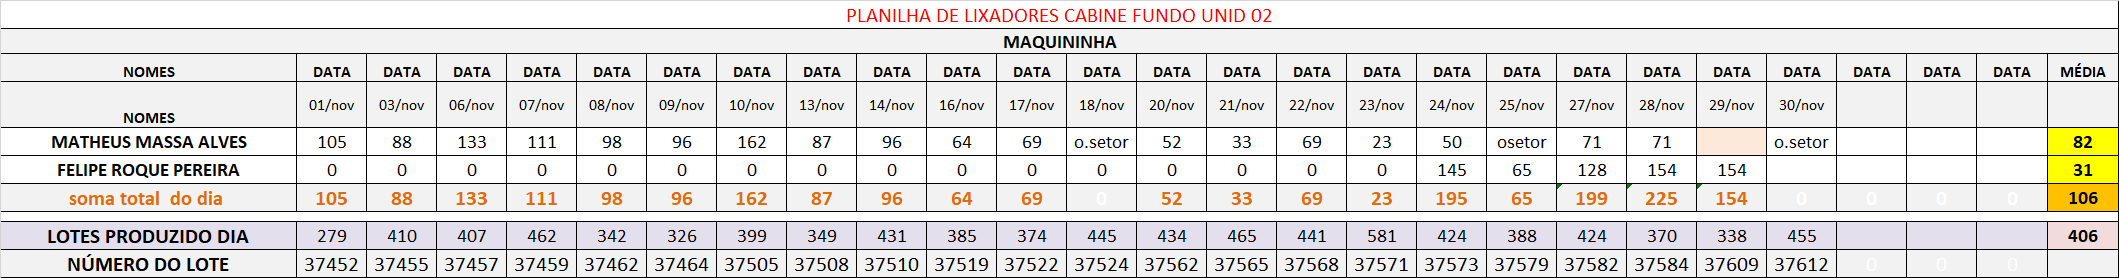 PLANILHA DE LIXADORES CABINE FUNDO UNID 02
MAQUININHA
NOMES DATA DATA DATA DATA DATA DATA DATA DATA DATA DATA DATA DATA DATA DATA DATA DATA DATA DATA DATA DATA DATA DATA DATA DATA DATA MÉDIA
NOMES 01/nov 03/nov 06/nov 07/nov 08/nov 09/nov 10/nov 13/nov 14/nov 16/nov 17/nov 18/nov 20/nov 21/nov 22/nov 23/nov 24/nov 25/nov 27/nov 28/nov 29/nov 30/nov
MATHEUS MASSA ALVES 105 88 133 111 98 96 162 87 96 64 69 o.setor 52 33 69 23 50 osetor 71 71 o.setor 82
FELIPE ROQUE PEREIRA 0 0 0 0 0 0 0 0 0 0 0 0 0 0 0 0 145 65 128 154 154 31
soma total do dia 105 88 133 111 98 96 162 87 96 64 69 0 52 33 69 23 195 65 199 225 154 0 0 0 0 106
LOTES PRODUZIDO DIA 279 410 407 462 342 326 399 349 431 385 374 445 434 465 441 581 424 388 424 370 338 455 406
NÚMERO DO LOTE 37452 37455 37457 37459 37462 37464 37505 37508 37510 37519 37522 37524 37562 37565 37568 37571 37573 37579 37582 37584 37609 37612 0 0 0